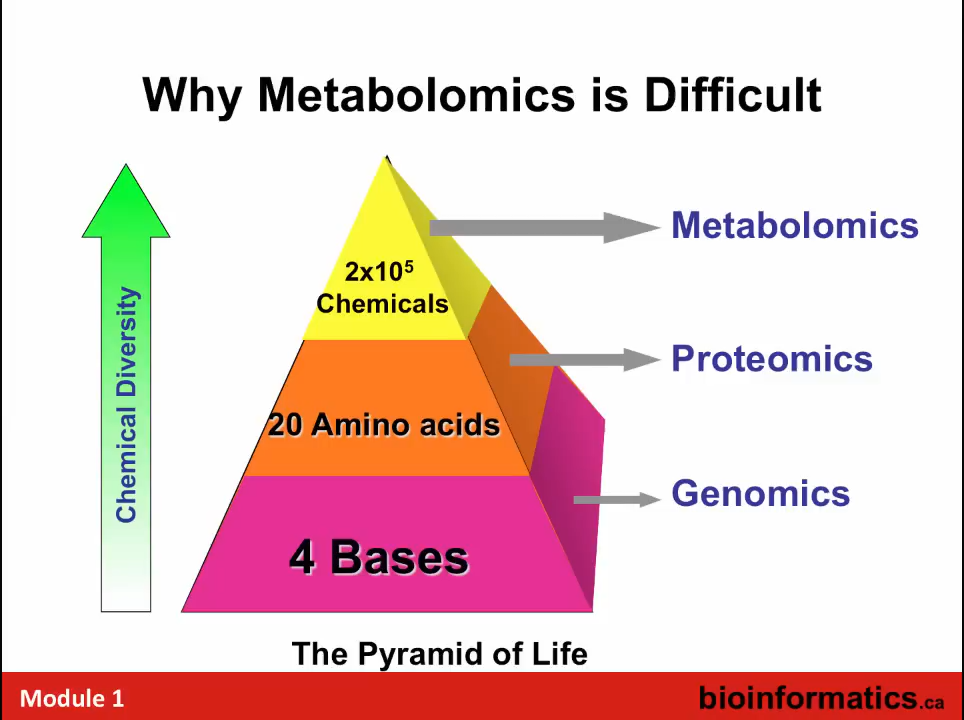 Why Metabolomics is Difficult
Chemical Diversity
2x10⁵
Chemicals
Metabolomics
20 Amino acids
Proteomics
4 Bases
Genomics
The Pyramid of Life
Module 1
bioinformatics.ca